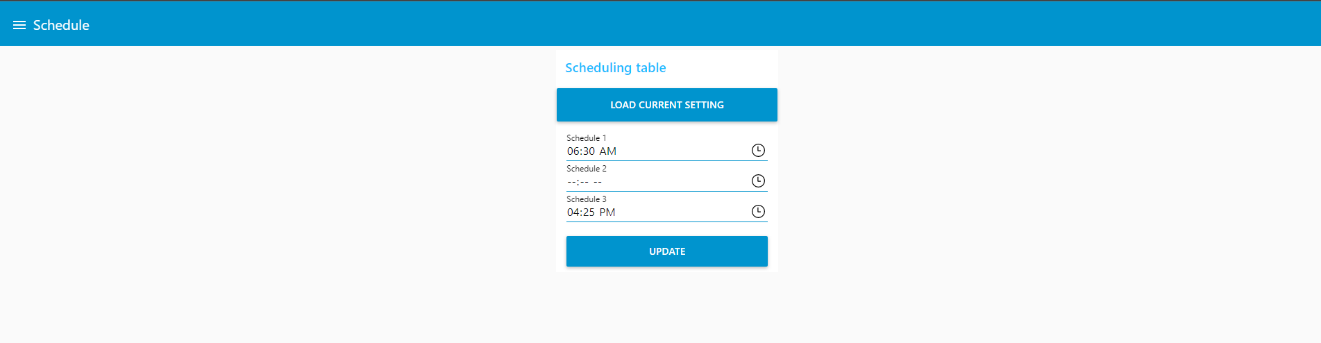 Schedule
Scheduling table
LOAD CURRENT SETTING
Schedule 1
06:30 AM
Schedule 2
--:-- --
Schedule 3
04:25 PM
UPDATE